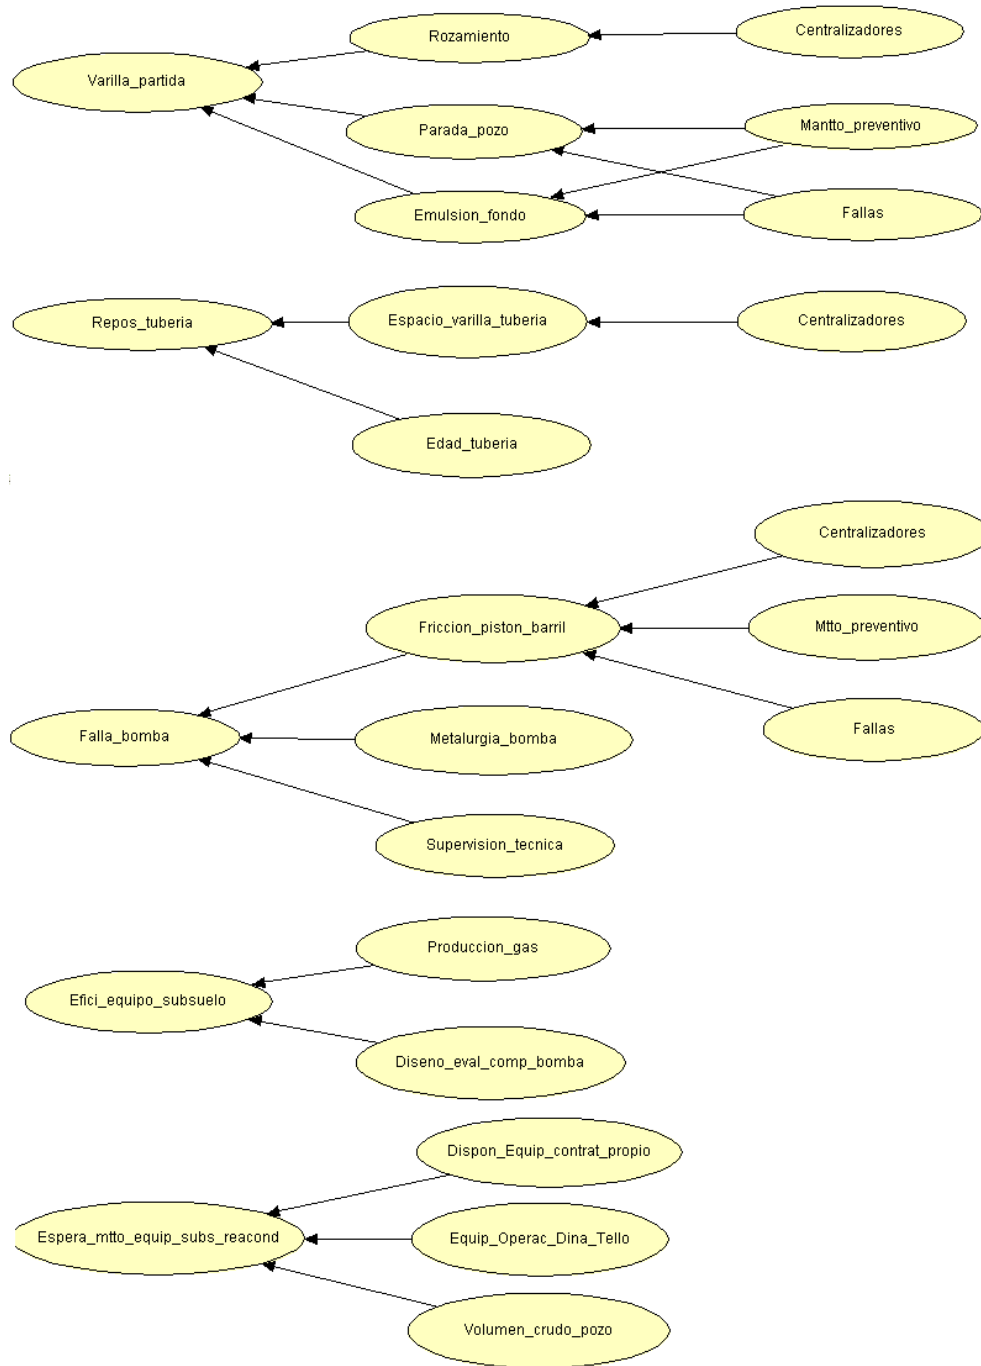 Rozamiento
Centralizadores
Varilla_partida
Parada_pozo
Mantto_preventivo
Emulsion_fondo
Fallas
Repos_tuberia
Espacio_varilla_tuberia
Centralizadores
Edad_tuberia
Centralizadores
Friccion_piston_barril
Mtto_preventivo
Fallas
Falla_bomba
Metalurgia_bomba
Supervision_tecnica
Produccion_gas
Efici_equipo_subsuelo
Diseno_eval_comp_bomba
Dispon_Equip_contrat_propio
Espera_mtto_equip_subs_reacond
Equip_Operac_Dina_Tello
Volumen_crudo_pozo